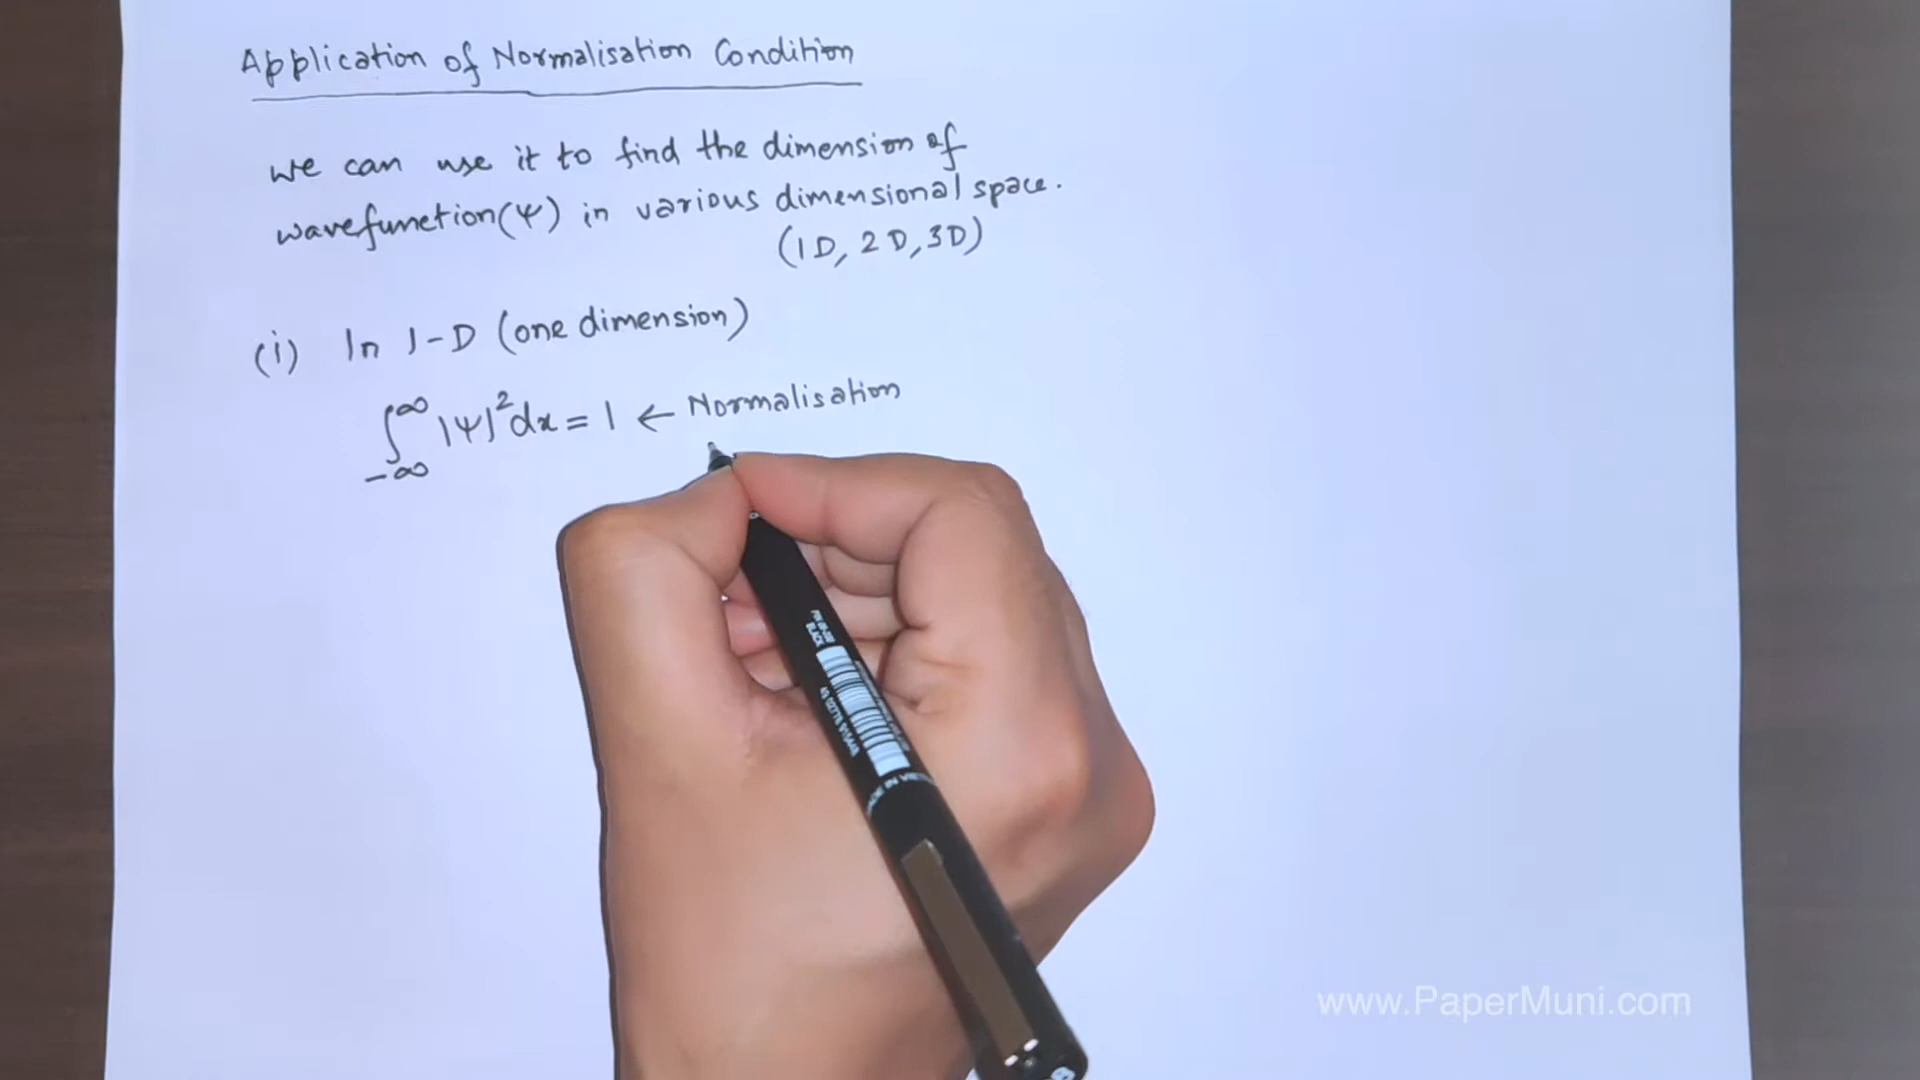 Application of Normalisation Condition
We can use it to find the dimension of
wavefunction(Ψ) in various dimensional space.
(1D, 2D, 3D)
(i) In 1-D (one dimension)
∫_{-∞}^{∞} |Ψ|² dx = 1 ← Normalisation
BLACK
www.PaperMuni.com